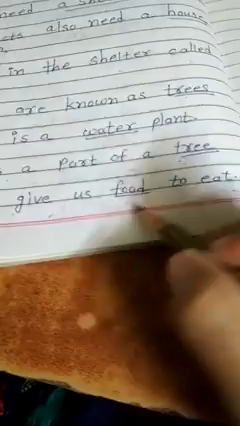 need a
also need a house
in the shelter called
are known as trees
is a water plant.
a part of a tree
give us food to eat.